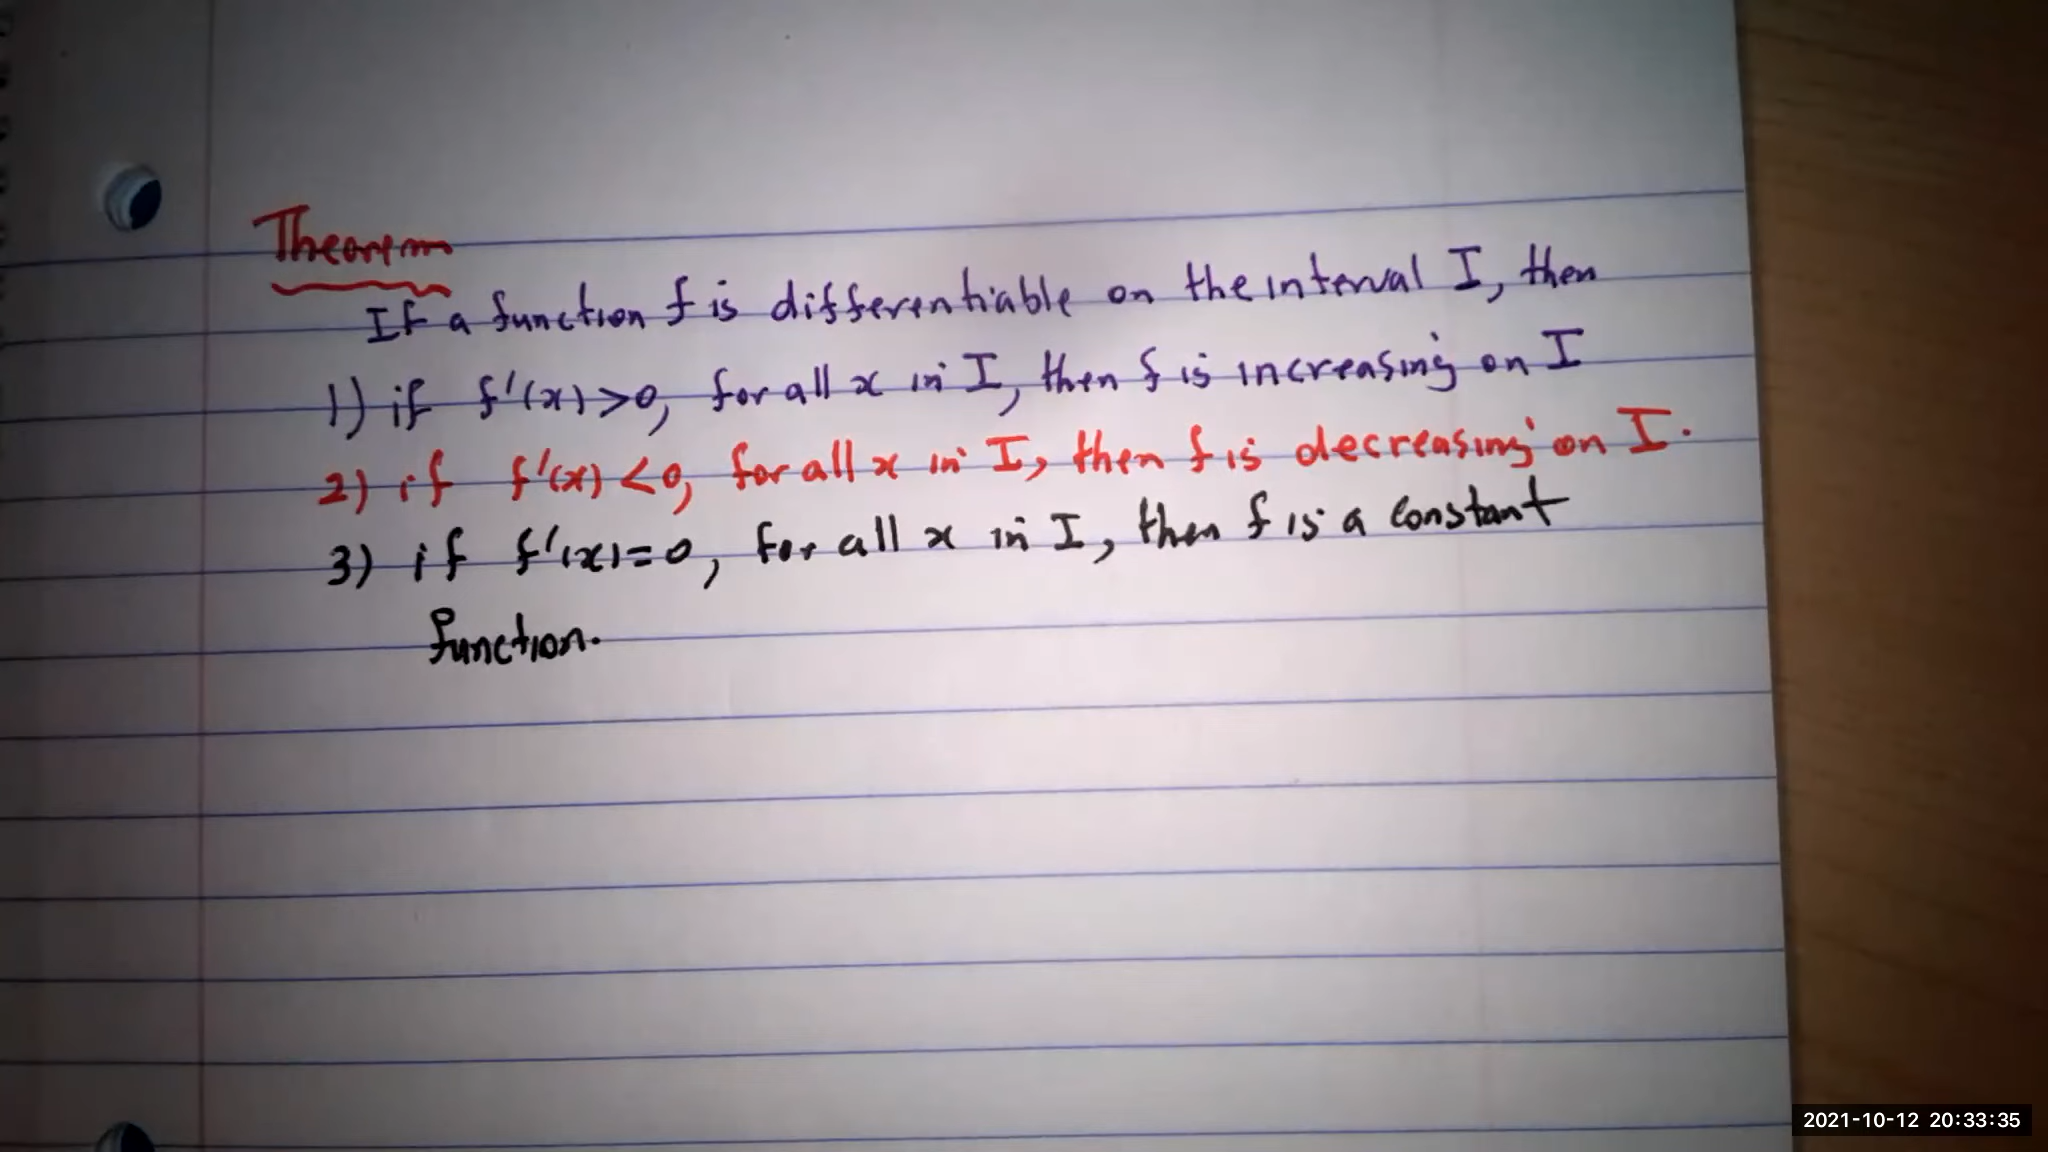 Theorem
If a function f is differentiable on the interval I, then
1) if f'(x)>0, for all x in I, then f is increasing on I
2) if f'(x)<0, for all x in I, then f is decreasing on I.
3) if f'(x)=0, for all x in I, then f is a constant
function.
2021-10-12 20:33:35